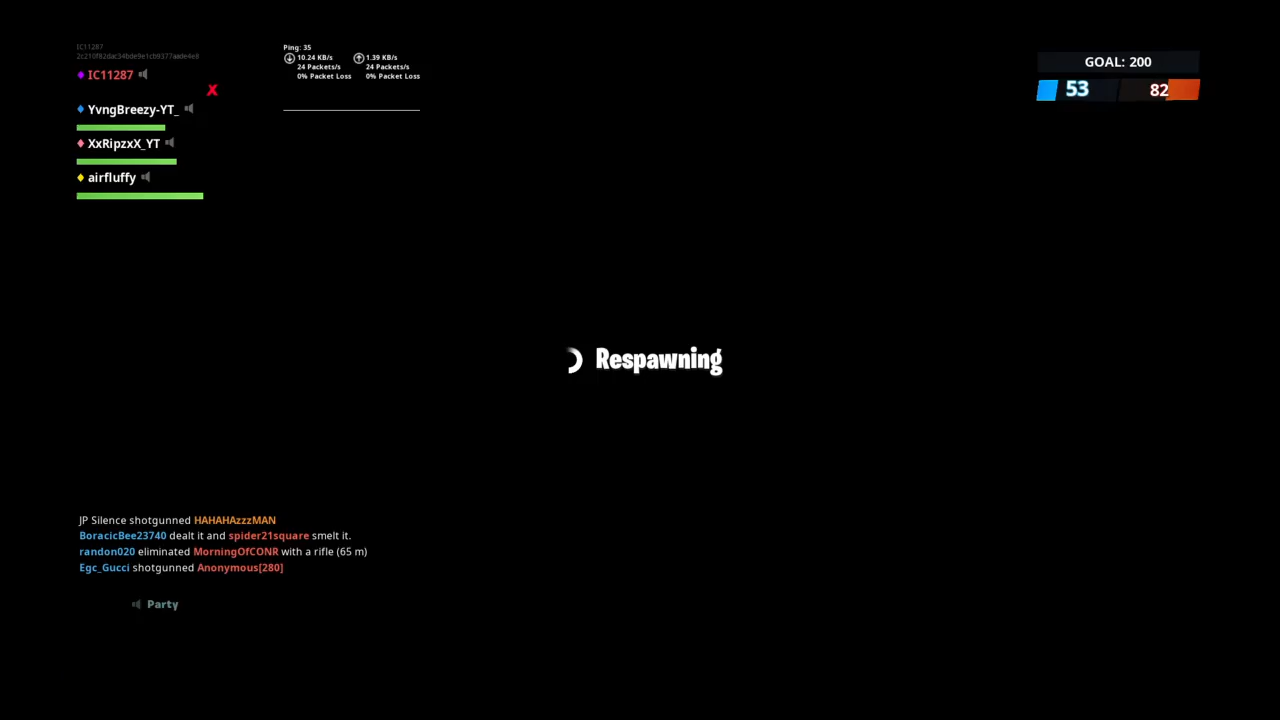 IC11287
2c210f82dac34bde9e1cb9377aade4e8
IC11287
X
YvngBreezy-YT_
XxRipzxX_YT
airfluffy
Ping: 35
10.24 KB/s 1.39 KB/s
24 Packets/s 24 Packets/s
0% Packet Loss 0% Packet Loss
GOAL: 200
53 82
Respawning
JP Silence shotgunned HAHAHAzzzMAN
BoracicBee23740 dealt it and spider21square smelt it.
randon020 eliminated MorningOfCONR with a rifle (65 m)
Egc_Gucci shotgunned Anonymous[280]
Party